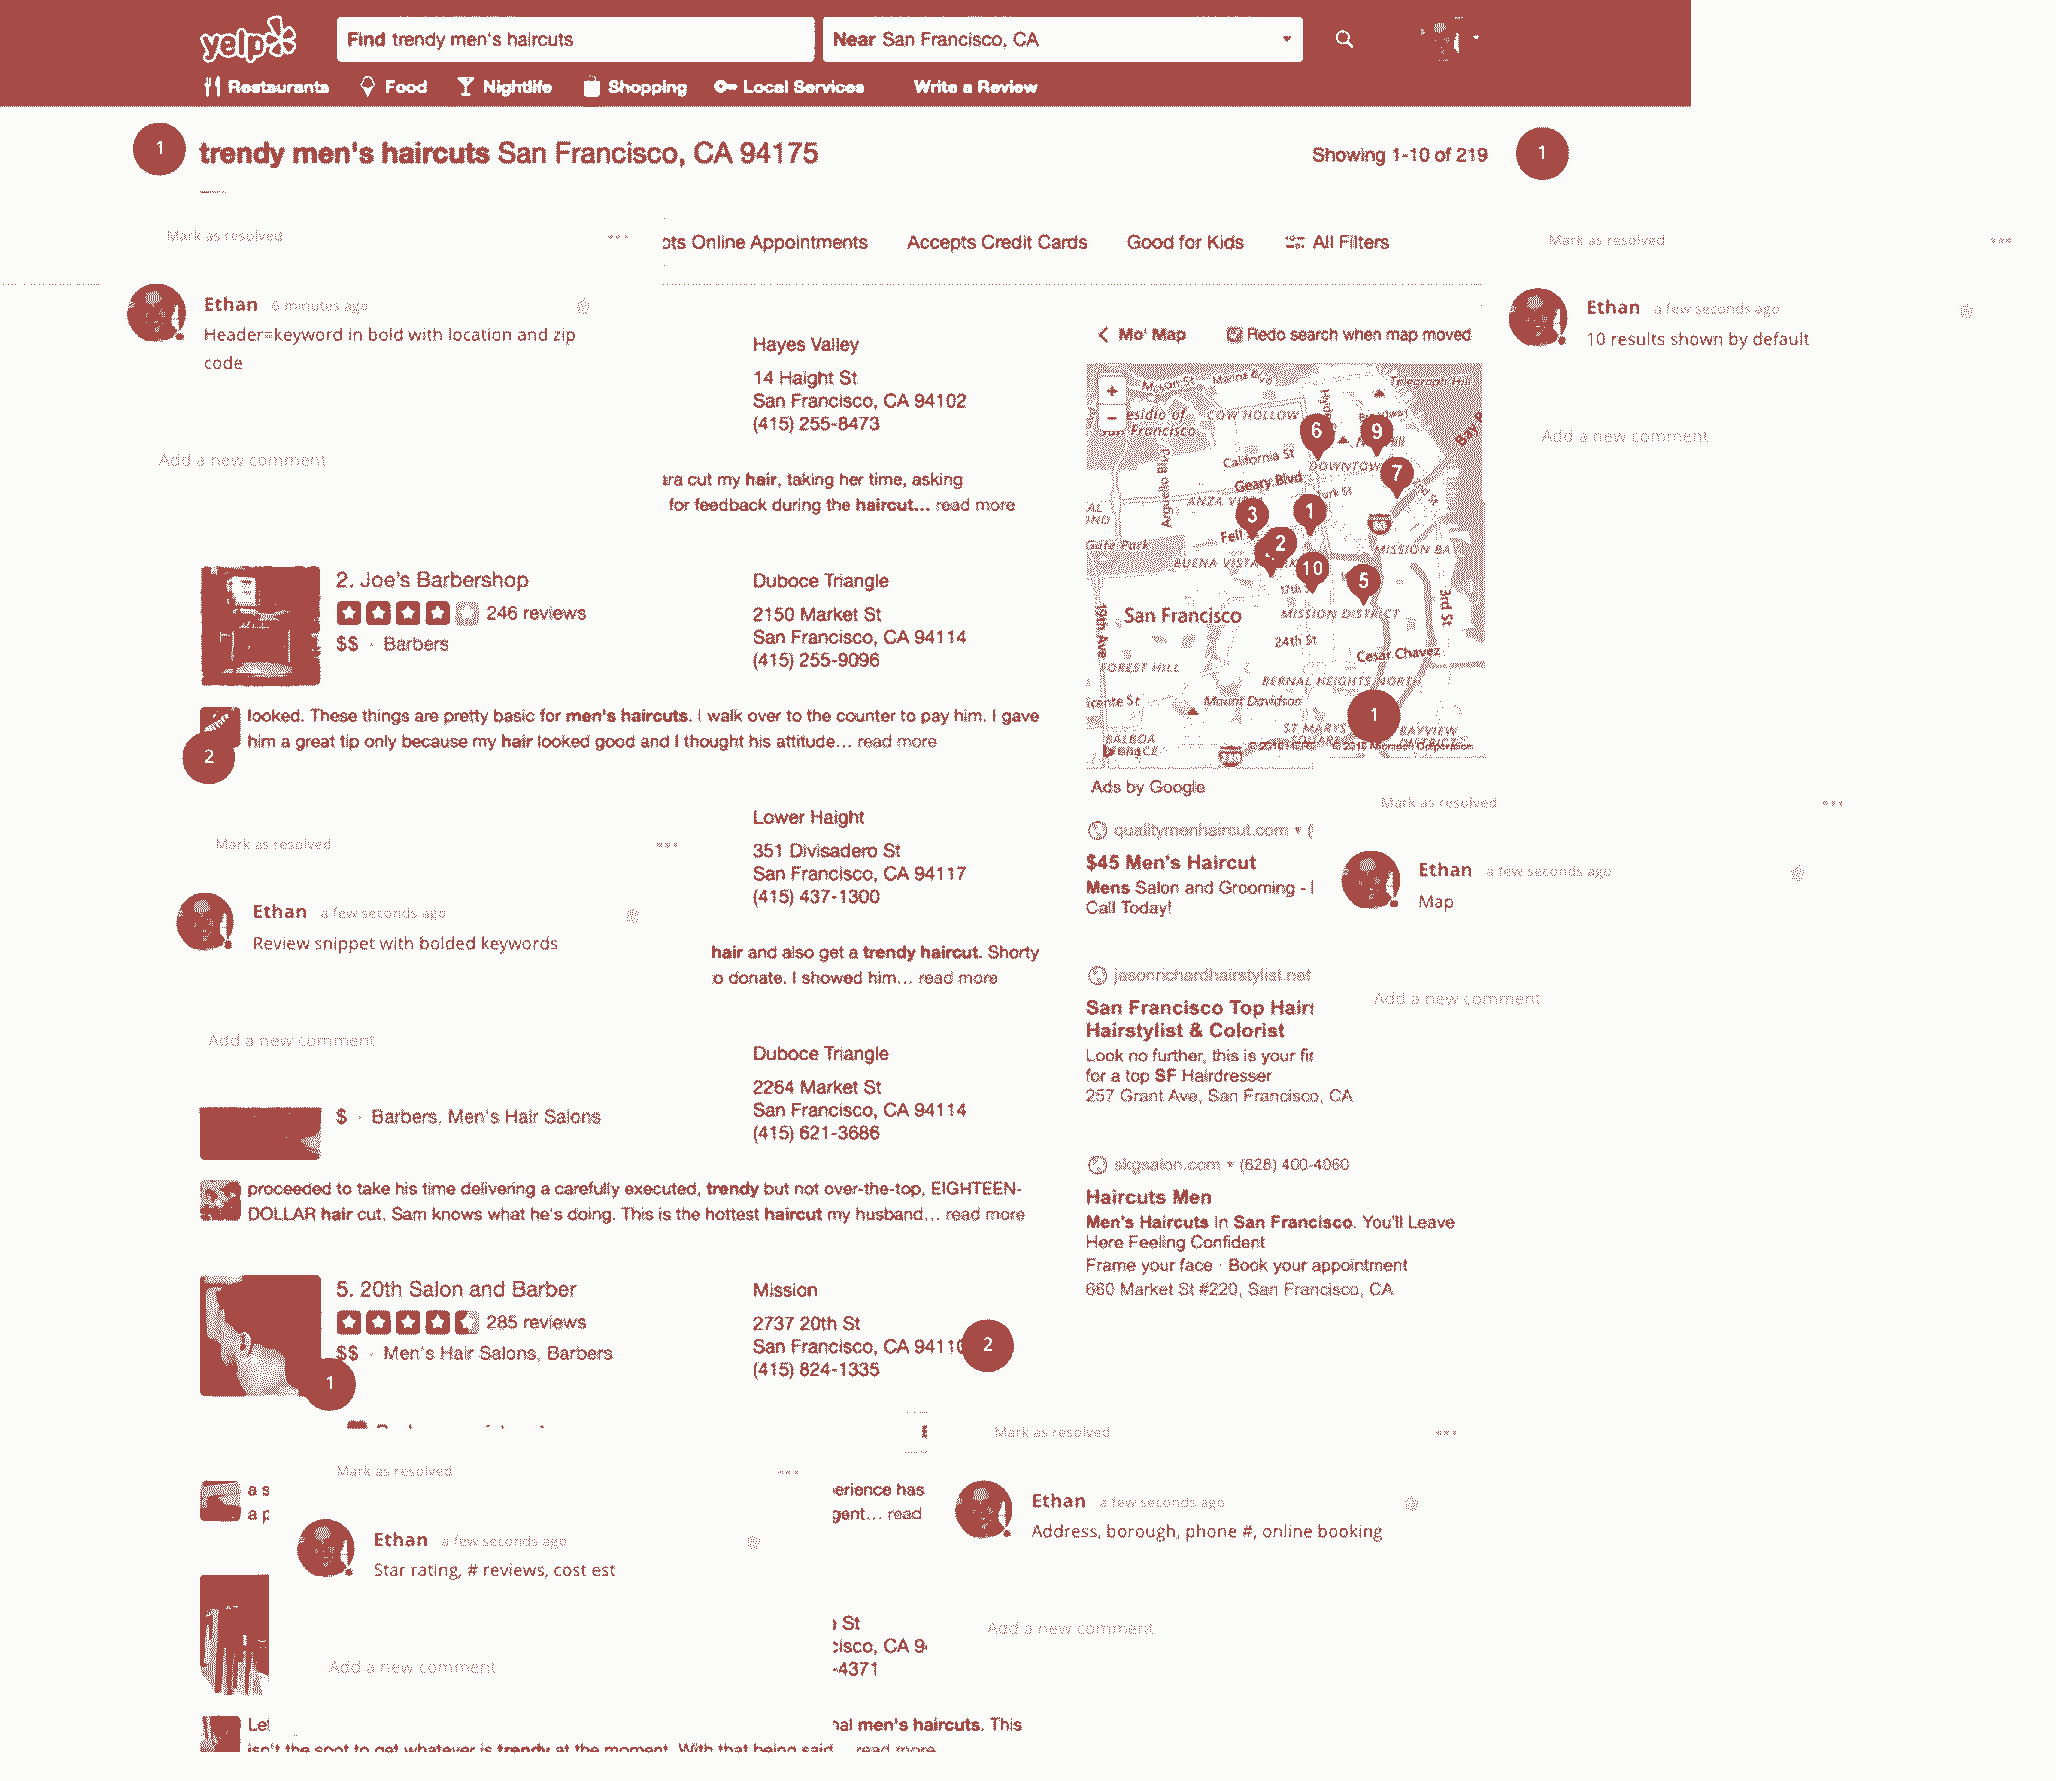 yelp
Find trendy men's haircuts
Near San Francisco, CA
Restaurants Food Nightlife Shopping Local Services Write a Review
1 trendy men's haircuts San Francisco, CA 94175
Showing 1-10 of 219 1
Mark as resolved
Ethan 6 minutes ago
Header=keyword in bold with location and zip
code
Add a new comment
Online Appointments Accepts Credit Cards Good for Kids All Filters
Mark as resolved
Ethan a few seconds ago
10 results shown by default
Add a new comment
Hayes Valley
14 Haight St
San Francisco, CA 94102
(415) 255-8473
cut my hair, taking her time, asking
for feedback during the haircut... read more
Mo' Map Redo search when map moved
+
-
Mason St Marina Blvd Telegraph Hill
COW HOLLOW Hyde
San Francisco
6 9
California St
DOWNTOWN
7
Geary Blvd
Turk St
ANZA
Arguello Blvd
3 1
80
Fell
2
Gate Park
MISSION BA
BUENA VISTA
10 5
17th
San Francisco
MISSION DISTRICT
3rd St
19th Ave
24th St
Cesar Chavez
FOREST HILL
BERNAL HEIGHTS NORTH
Mount Davidson
1
ST MARYS
SQUARE
BAYVIEW
DISTRICT
BALBOA
TERRACE
2. Joe's Barbershop
246 reviews
$$ · Barbers
Duboce Triangle
2150 Market St
San Francisco, CA 94114
(415) 255-9096
looked. These things are pretty basic for men's haircuts. I walk over to the counter to pay him. I gave
him a great tip only because my hair looked good and I thought his attitude... read more
2
Mark as resolved
Ethan a few seconds ago
Review snippet with bolded keywords
Add a new comment
Lower Haight
351 Divisadero St
San Francisco, CA 94117
(415) 437-1300
hair and also get a trendy haircut. Shorty
o donate. I showed him... read more
Ads by Google
qualitymenhaircut.com
$45 Men's Haircut
Mens Salon and Grooming -
Call Today!
Mark as resolved
Ethan a few seconds ago
Map
Add a new comment
jasonrichardhairstylist.net
San Francisco Top Hair
Hairstylist & Colorist
Look no further, this is your
for a top SF Hairdresser
257 Grant Ave, San Francisco, CA
Duboce Triangle
2264 Market St
San Francisco, CA 94114
(415) 621-3686
$ · Barbers, Men's Hair Salons
proceeded to take his time delivering a carefully executed, trendy but not over-the-top, EIGHTEEN-
DOLLAR hair cut. Sam knows what he's doing. This is the hottest haircut my husband... read more
skgsalon.com (628) 400-4060
Haircuts Men
Men's Haircuts in San Francisco. You'll Leave
Here Feeling Confident
Frame your face · Book your appointment
660 Market St #220, San Francisco, CA
5. 20th Salon and Barber
285 reviews
$$ · Men's Hair Salons, Barbers
1
Mission
2737 20th St
San Francisco, CA 94110
(415) 824-1335
2
Mark as resolved
Ethan a few seconds ago
Star rating, # reviews, cost est
Add a new comment
Mark as resolved
Ethan a few seconds ago
Address, borough, phone #, online booking
Add a new comment
a s
a p
erience has
gent... read
St
cisco, CA 9
-4371
Let
nal men's haircuts. This
isn't the spot to get whatever is trendy at the moment. With that being said... read more